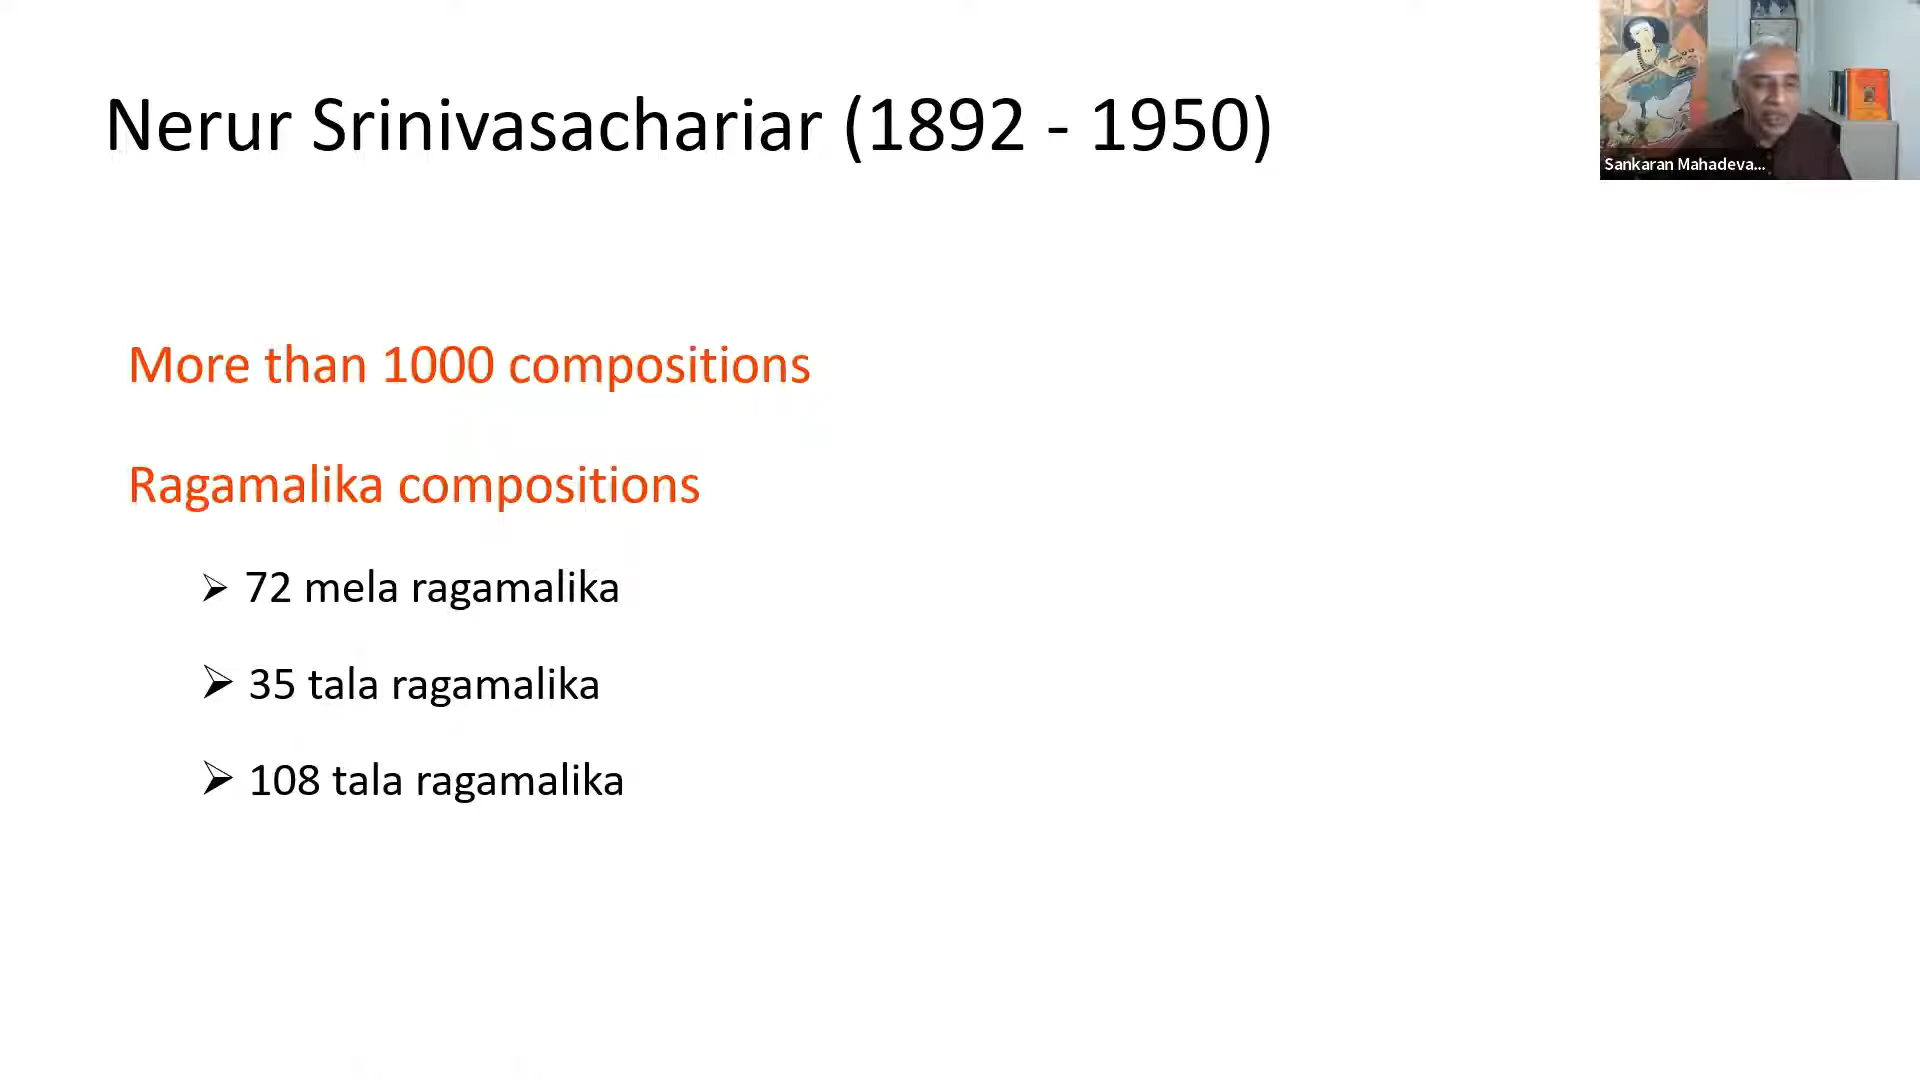 Nerur Srinivasachariar (1892 - 1950)
Sankaran Mahadeva...
More than 1000 compositions
Ragamalika compositions
➢ 72 mela ragamalika
➢ 35 tala ragamalika
➢ 108 tala ragamalika